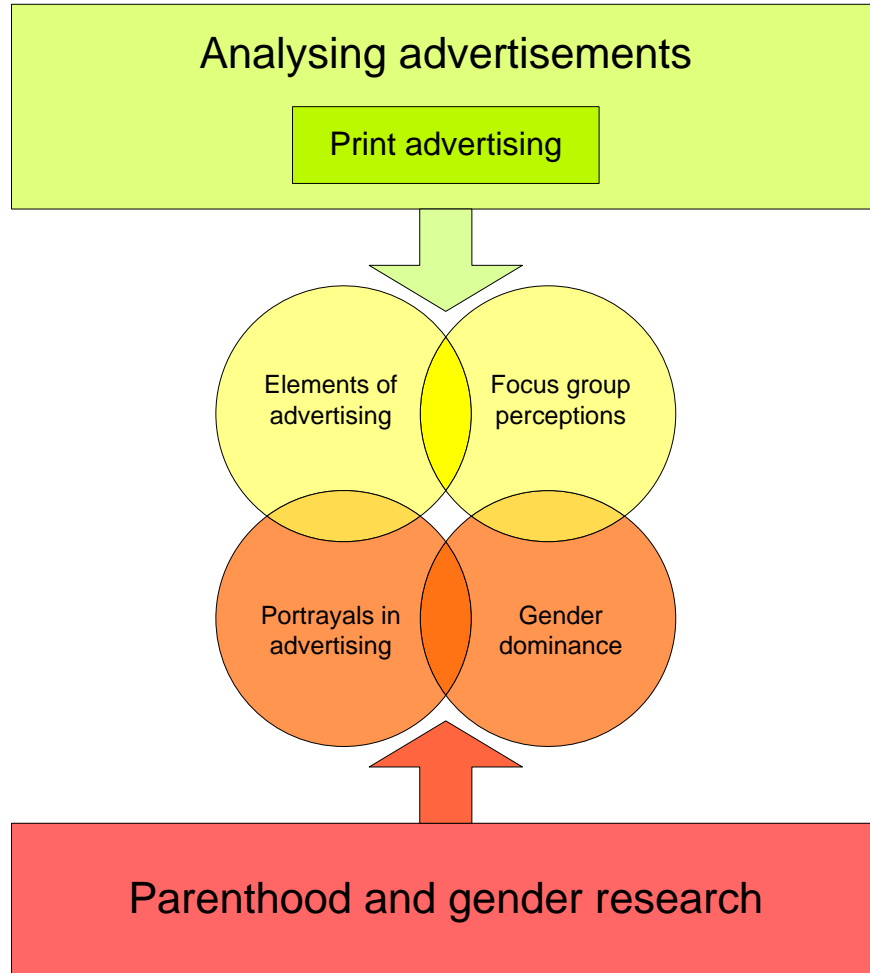 Analysing advertisements
Print advertising
Elements of
advertising
Focus group
perceptions
Portrayals in
advertising
Gender
dominance
Parenthood and gender research